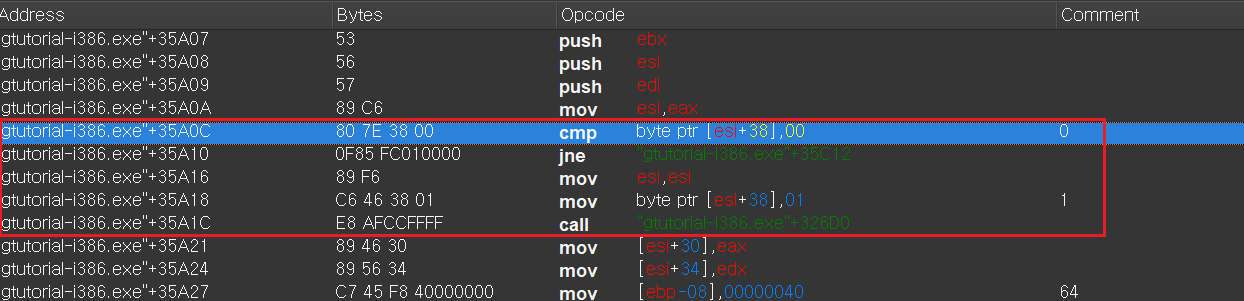 Address Bytes Opcode Comment
gtutorial-i386.exe"+35A07 53 push ebx
gtutorial-i386.exe"+35A08 56 push esi
gtutorial-i386.exe"+35A09 57 push edi
gtutorial-i386.exe"+35A0A 89 C6 mov esi,eax
gtutorial-i386.exe"+35A0C 80 7E 38 00 cmp byte ptr [esi+38],00 0
gtutorial-i386.exe"+35A10 0F85 FC010000 jne "gtutorial-i386.exe"+35C12
gtutorial-i386.exe"+35A16 89 F6 mov esi,esi
gtutorial-i386.exe"+35A18 C6 46 38 01 mov byte ptr [esi+38],01 1
gtutorial-i386.exe"+35A1C E8 AFCCFFFF call "gtutorial-i386.exe"+326D0
gtutorial-i386.exe"+35A21 89 46 30 mov [esi+30],eax
gtutorial-i386.exe"+35A24 89 56 34 mov [esi+34],edx
gtutorial-i386.exe"+35A27 C7 45 F8 40000000 mov [ebp-08],00000040 64